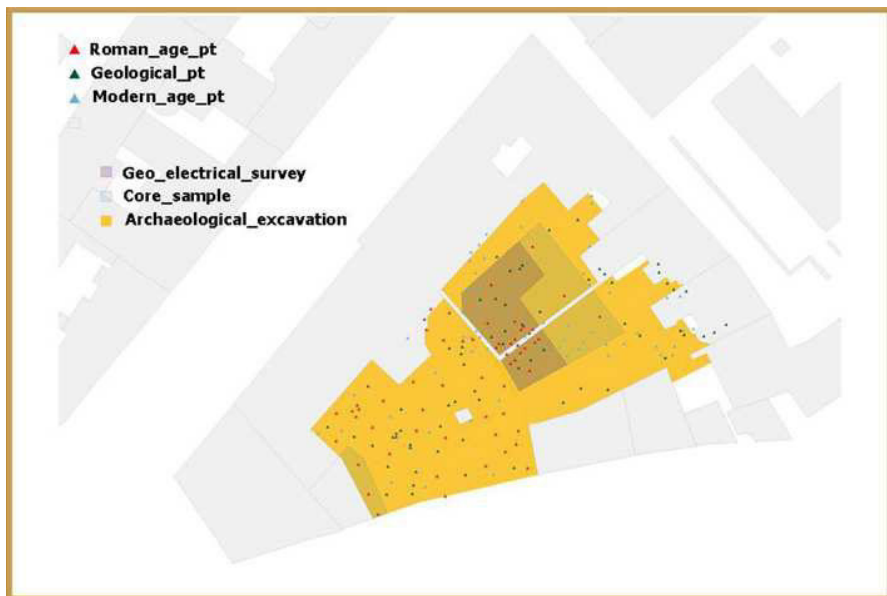 Roman_age_pt
Geological_pt
Modern_age_pt
Geo_electrical_survey
Core_sample
Archaeological_excavation